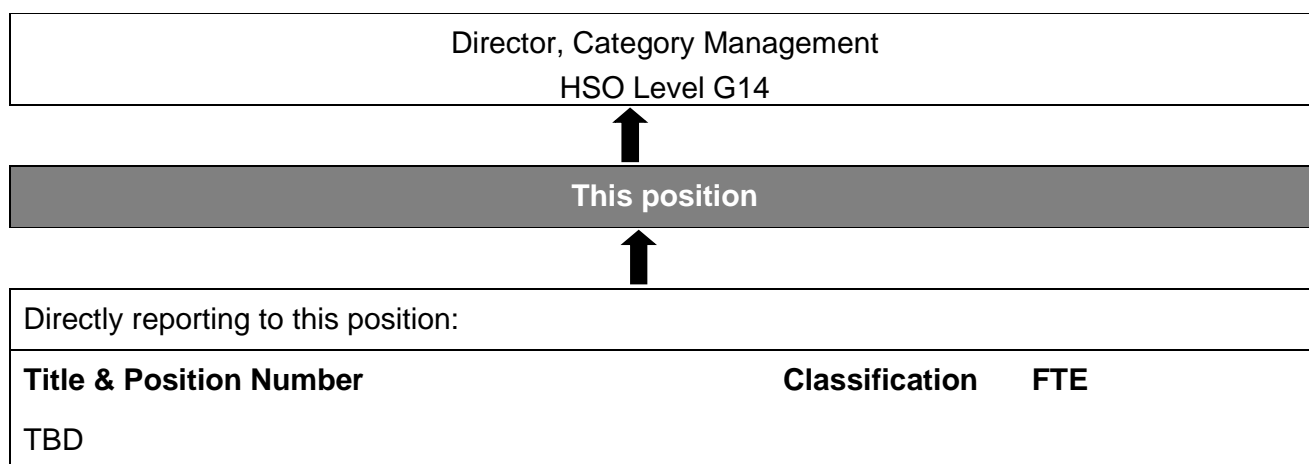 Director, Category Management
HSO Level G14
This position
Directly reporting to this position:
Title & Position Number Classification FTE
TBD